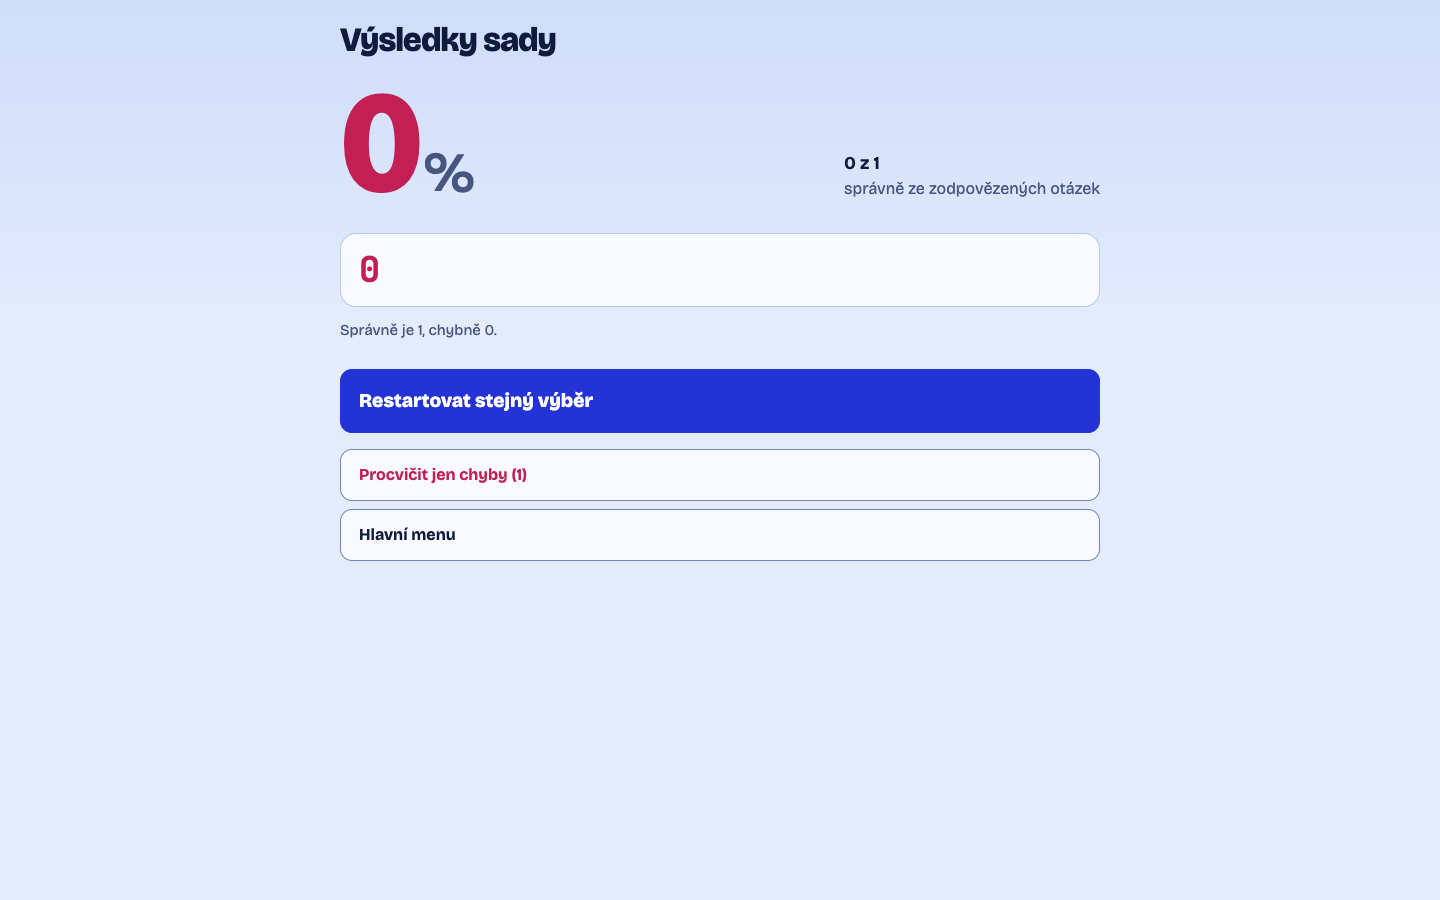 Výsledky sady
0%
0 z 1
správně ze zodpovězených otázek
0
Správně je 1, chybně 0.
Restartovat stejný výběr
Procvičit jen chyby (1)
Hlavní menu